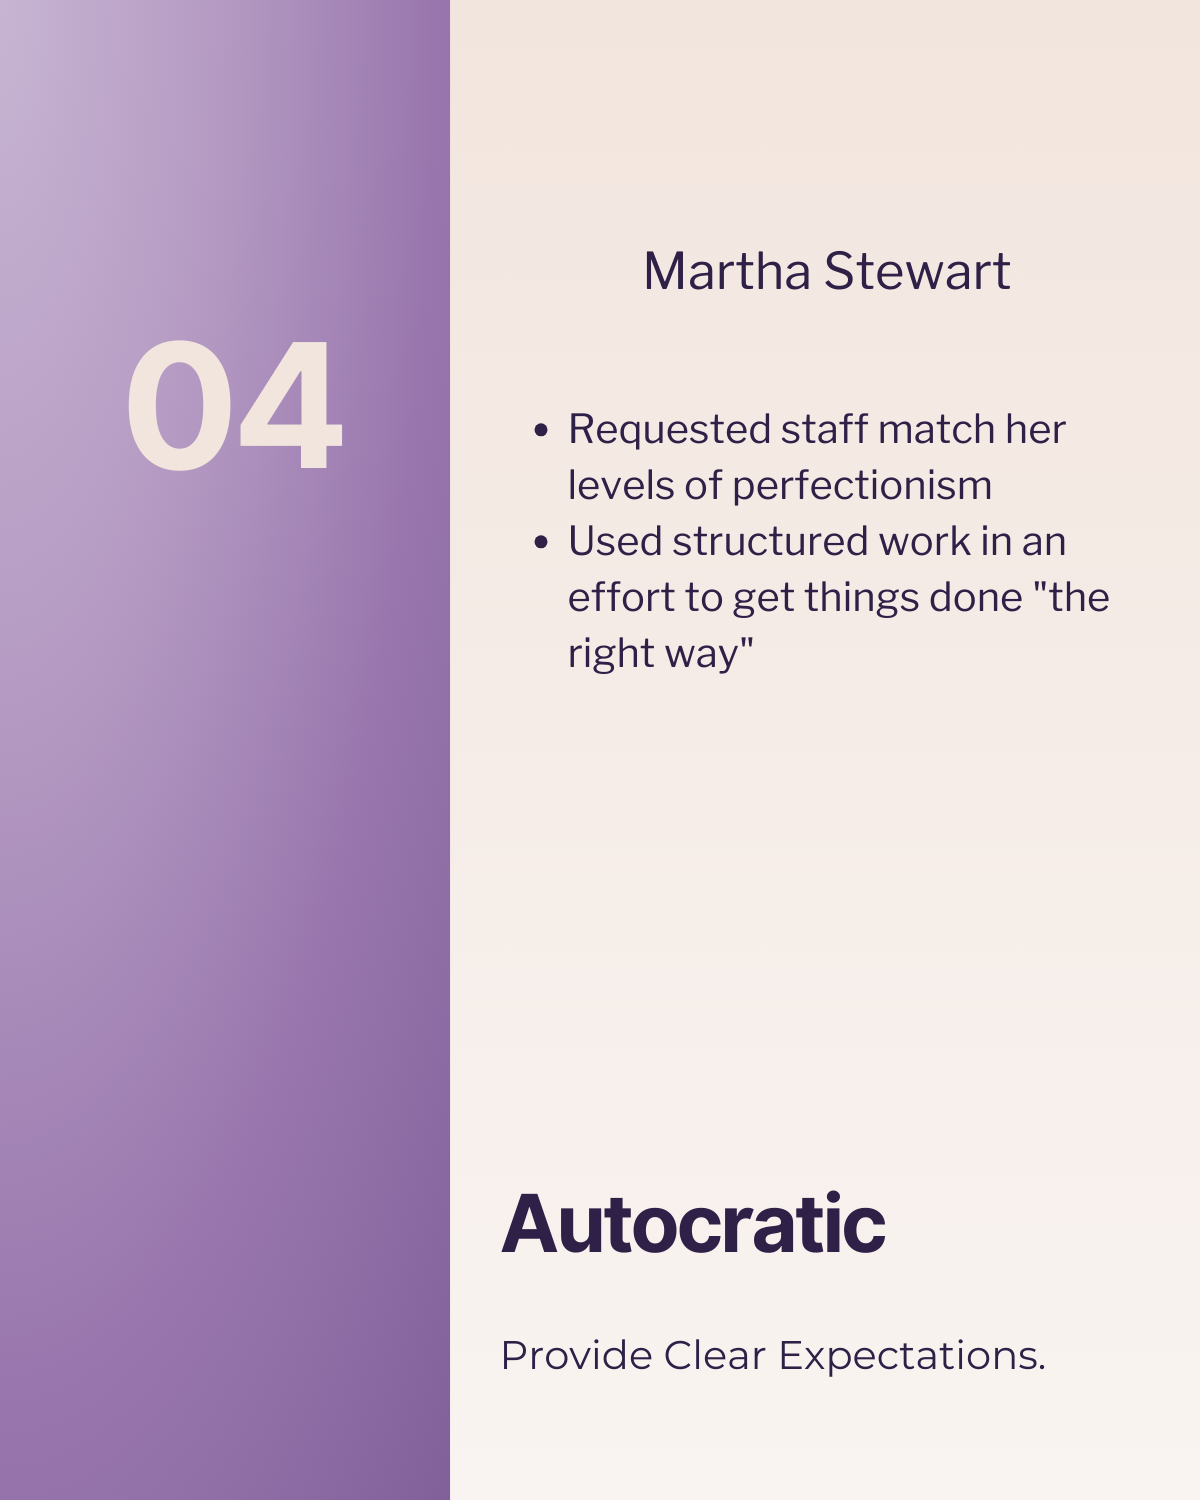 04
Martha Stewart
• Requested staff match her
levels of perfectionism
• Used structured work in an
effort to get things done "the
right way"
Autocratic
Provide Clear Expectations.